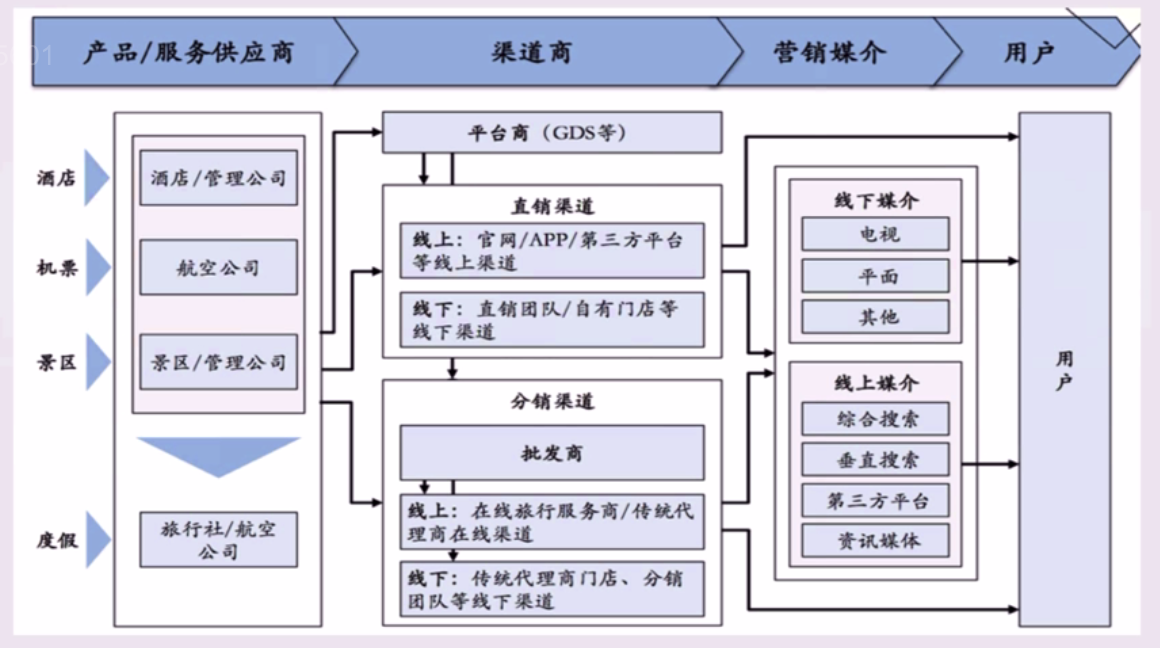 产品/服务供应商
渠道商
营销媒介
用户
酒店
酒店/管理公司
机票
航空公司
景区
景区/管理公司
度假
旅行社/航空
公司
平台商（GDS等）
直销渠道
线上：官网/APP/第三方平台
等线上渠道
线下：直销团队/自有门店等
线下渠道
分销渠道
批发商
线上：在线旅行服务商/传统代
理商在线渠道
线下：传统代理商门店、分销
团队等线下渠道
线下媒介
电视
平面
其他
线上媒介
综合搜索
垂直搜索
第三方平台
资讯媒体
用
户